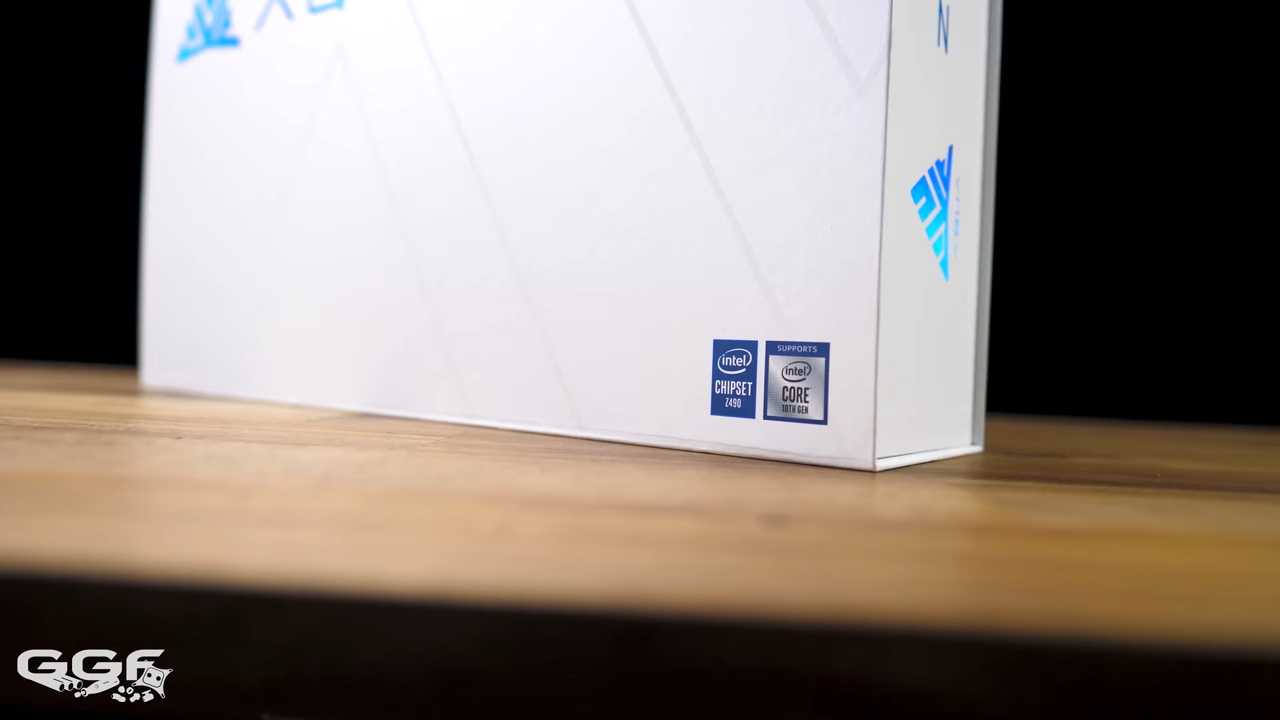 N
intel
CHIPSET
Z490
SUPPORTS
intel
CORE
10TH GEN
GGF